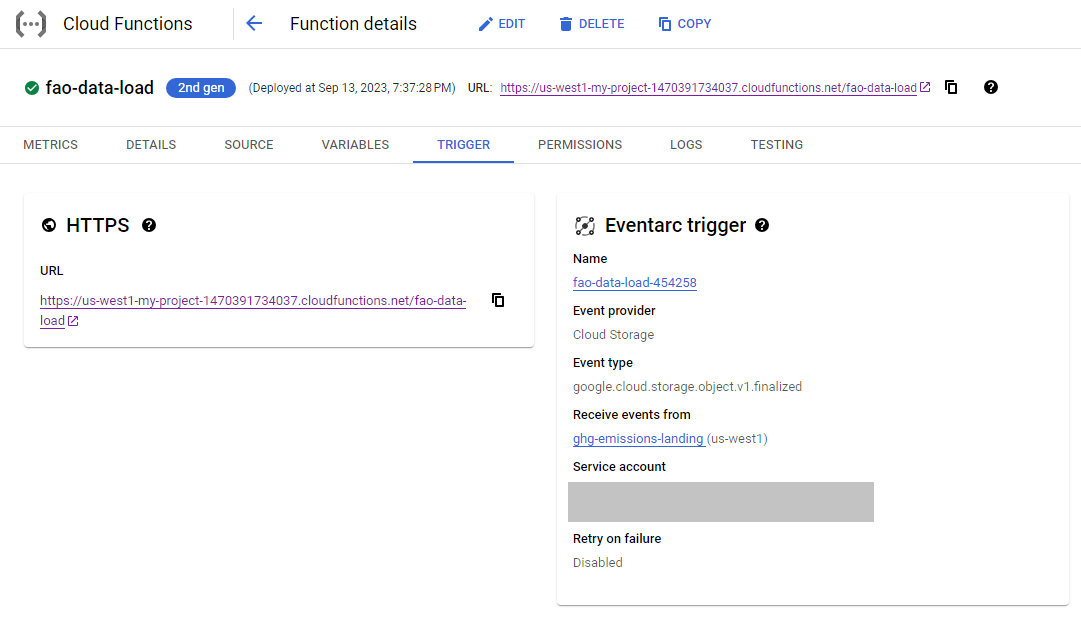 Cloud Functions
Function details
EDIT
DELETE
COPY
fao-data-load
2nd gen
(Deployed at Sep 13, 2023, 7:37:28 PM)
URL:
https://us-west1-my-project-1470391734037.cloudfunctions.net/fao-data-load
METRICS
DETAILS
SOURCE
VARIABLES
TRIGGER
PERMISSIONS
LOGS
TESTING
HTTPS
URL
https://us-west1-my-project-1470391734037.cloudfunctions.net/fao-data-
load
Eventarc trigger
Name
fao-data-load-454258
Event provider
Cloud Storage
Event type
google.cloud.storage.object.v1.finalized
Receive events from
ghg-emissions-landing (us-west1)
Service account
Retry on failure
Disabled